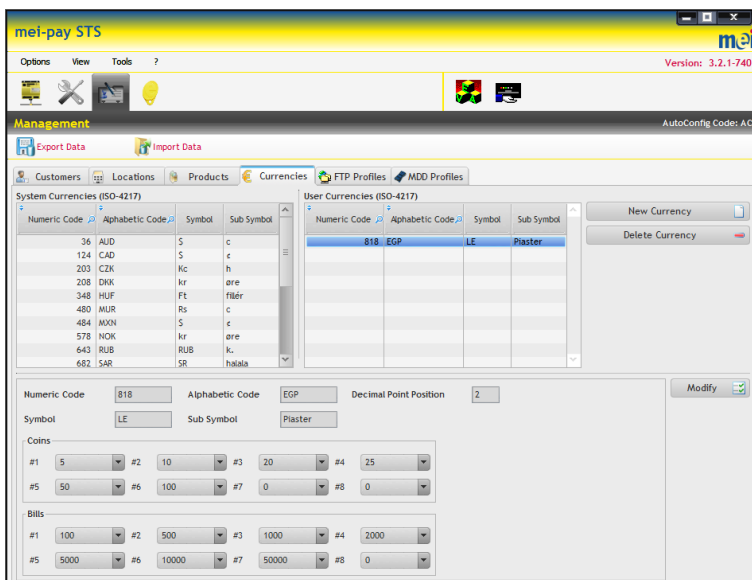 mei-pay STS
mei
Options View Tools ?
Version: 3.2.1-740
Management
AutoConfig Code: AC
Export Data Import Data
Customers Locations Products Currencies FTP Profiles MDD Profiles
System Currencies (ISO-4217) User Currencies (ISO-4217)
Numeric Code Alphabetic Code Symbol Sub Symbol Numeric Code Alphabetic Code Symbol Sub Symbol
New Currency
Delete Currency
36 AUD $ c 818 EGP LE Piaster
124 CAD $ ¢
203 CZK Kc h
208 DKK kr øre
348 HUF Ft fillér
480 MUR Rs c
484 MXN $ ¢
578 NOK kr øre
643 RUB RUB k.
682 SAR SR halala
Numeric Code 818 Alphabetic Code EGP Decimal Point Position 2
Modify
Symbol LE Sub Symbol Piaster
Coins
#1 5 #2 10 #3 20 #4 25
#5 50 #6 100 #7 0 #8 0
Bills
#1 100 #2 500 #3 1000 #4 2000
#5 5000 #6 10000 #7 50000 #8 0